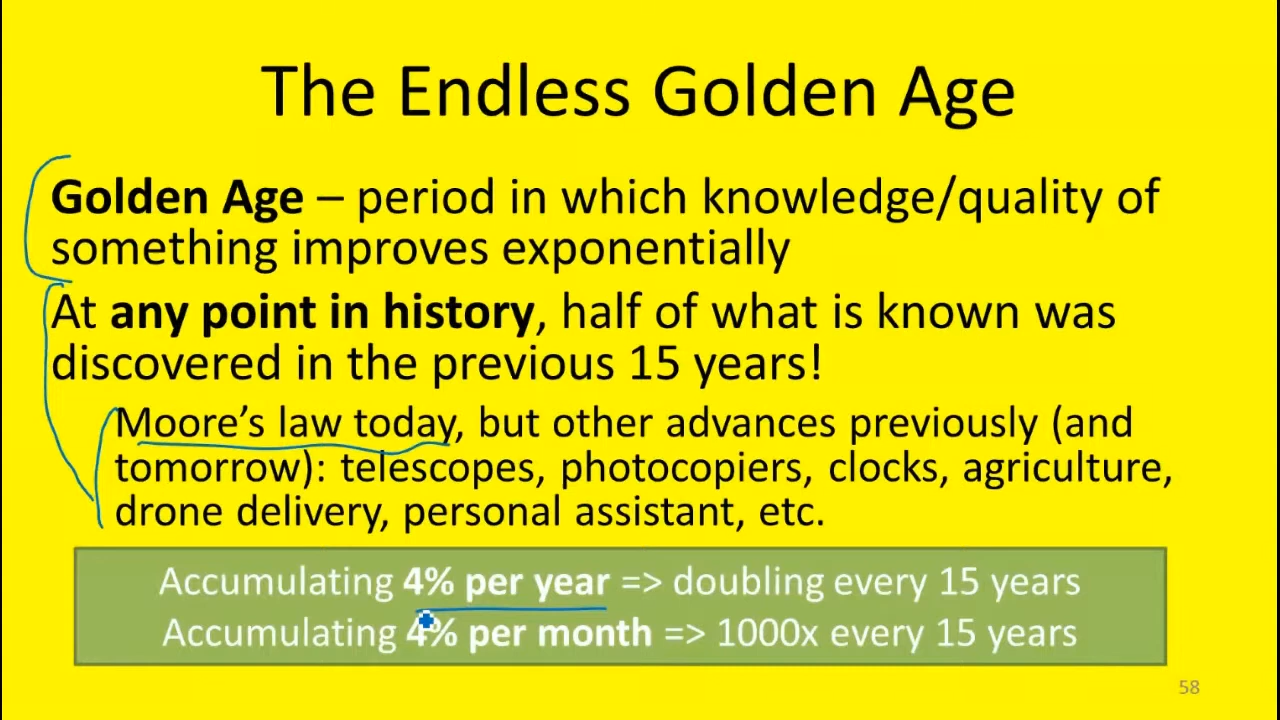 The Endless Golden Age
Golden Age – period in which knowledge/quality of
something improves exponentially
At any point in history, half of what is known was
discovered in the previous 15 years!
Moore’s law today, but other advances previously (and
tomorrow): telescopes, photocopiers, clocks, agriculture,
drone delivery, personal assistant, etc.
Accumulating 4% per year => doubling every 15 years
Accumulating 4% per month => 1000x every 15 years
58